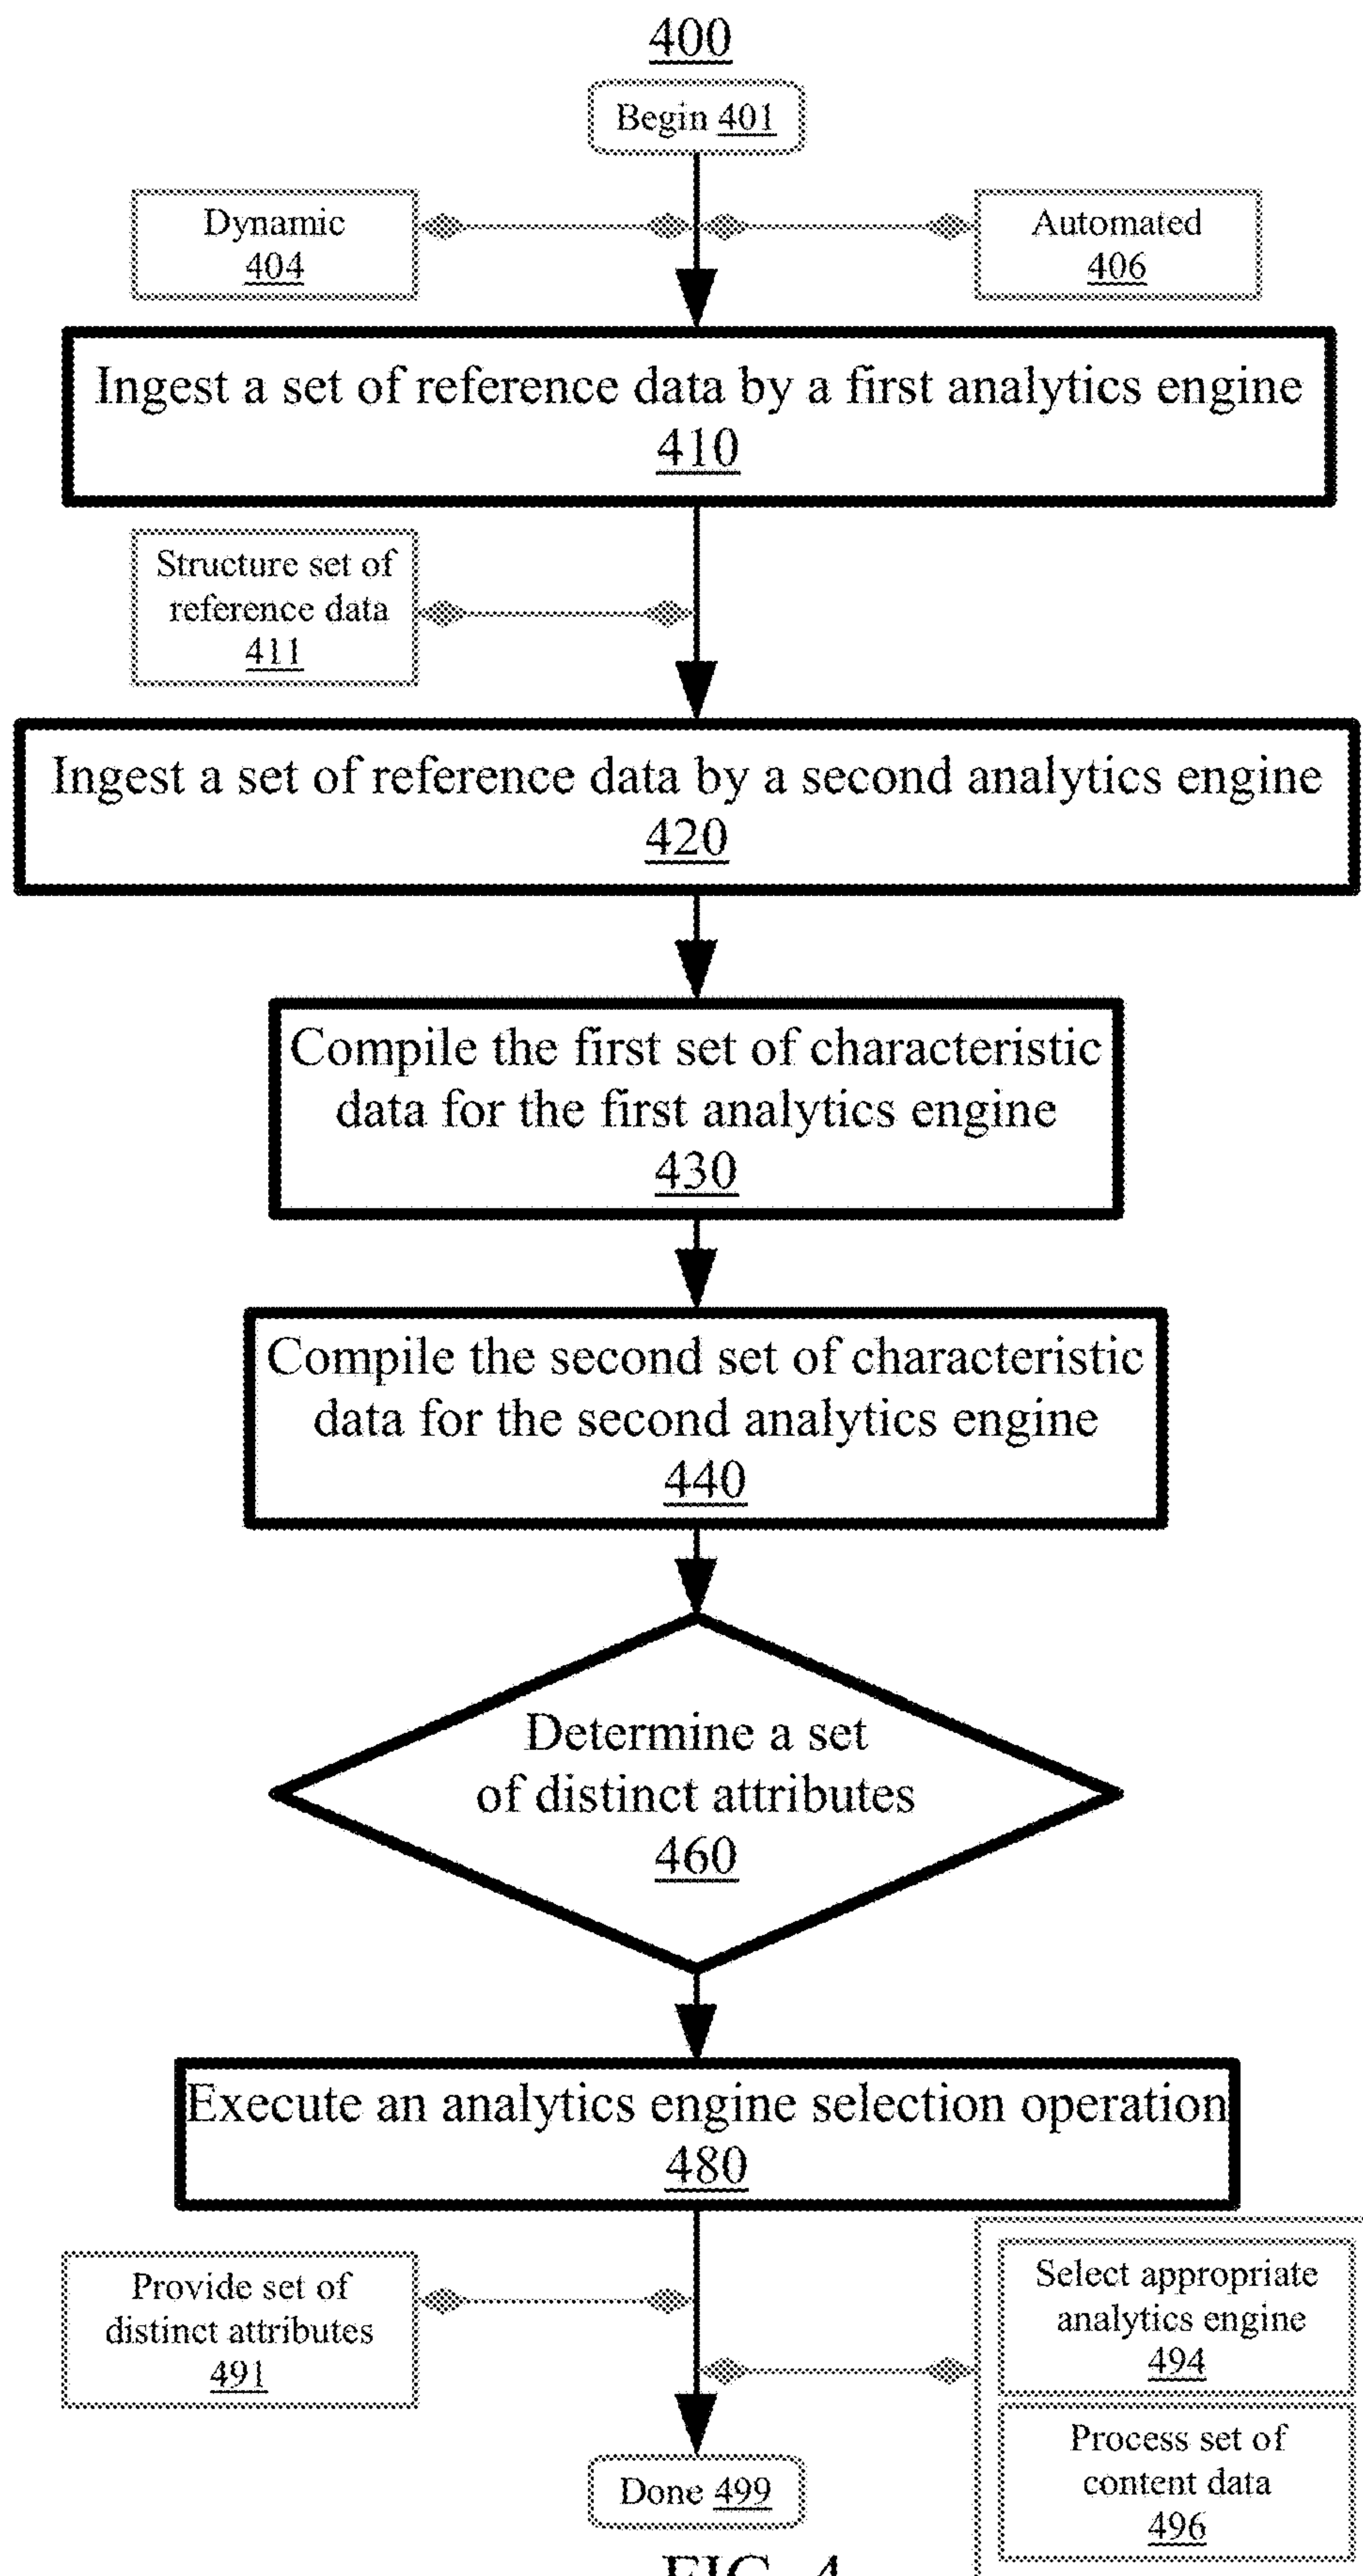 400
Begin 401
Dynamic
404
Automated
406
Ingest a set of reference data by a first analytics engine
410
Structure set of
reference data
411
Ingest a set of reference data by a second analytics engine
420
Compile the first set of characteristic
data for the first analytics engine
430
Compile the second set of characteristic
data for the second analytics engine
440
Determine a set
of distinct attributes
460
Execute an analytics engine selection operation
480
Provide set of
distinct attributes
491
Select appropriate
analytics engine
494
Process set of
content data
496
Done 499
FIG. 4